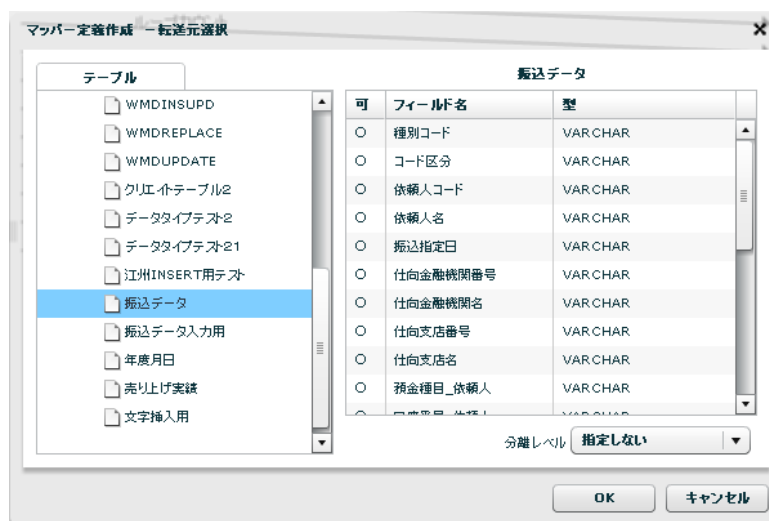 マッパー定義作成 －転送元選択
テーブル
WMDINSUPD
WMDREPLACE
WMDUPDATE
クリエイトテーブル2
データタイプテスト2
データタイプテスト21
江州INSERT用テスト
振込データ
振込データ入力用
年度月日
売り上げ実績
文字挿入用
振込データ
可 フィールド名 型
○ 種別コード VARCHAR
○ コード区分 VARCHAR
○ 依頼人コード VARCHAR
○ 依頼人名 VARCHAR
○ 振込指定日 VARCHAR
○ 仕向金融機関番号 VARCHAR
○ 仕向金融機関名 VARCHAR
○ 仕向支店番号 VARCHAR
○ 仕向支店名 VARCHAR
○ 預金種目_依頼人 VARCHAR
分離レベル 指定しない
OK キャンセル